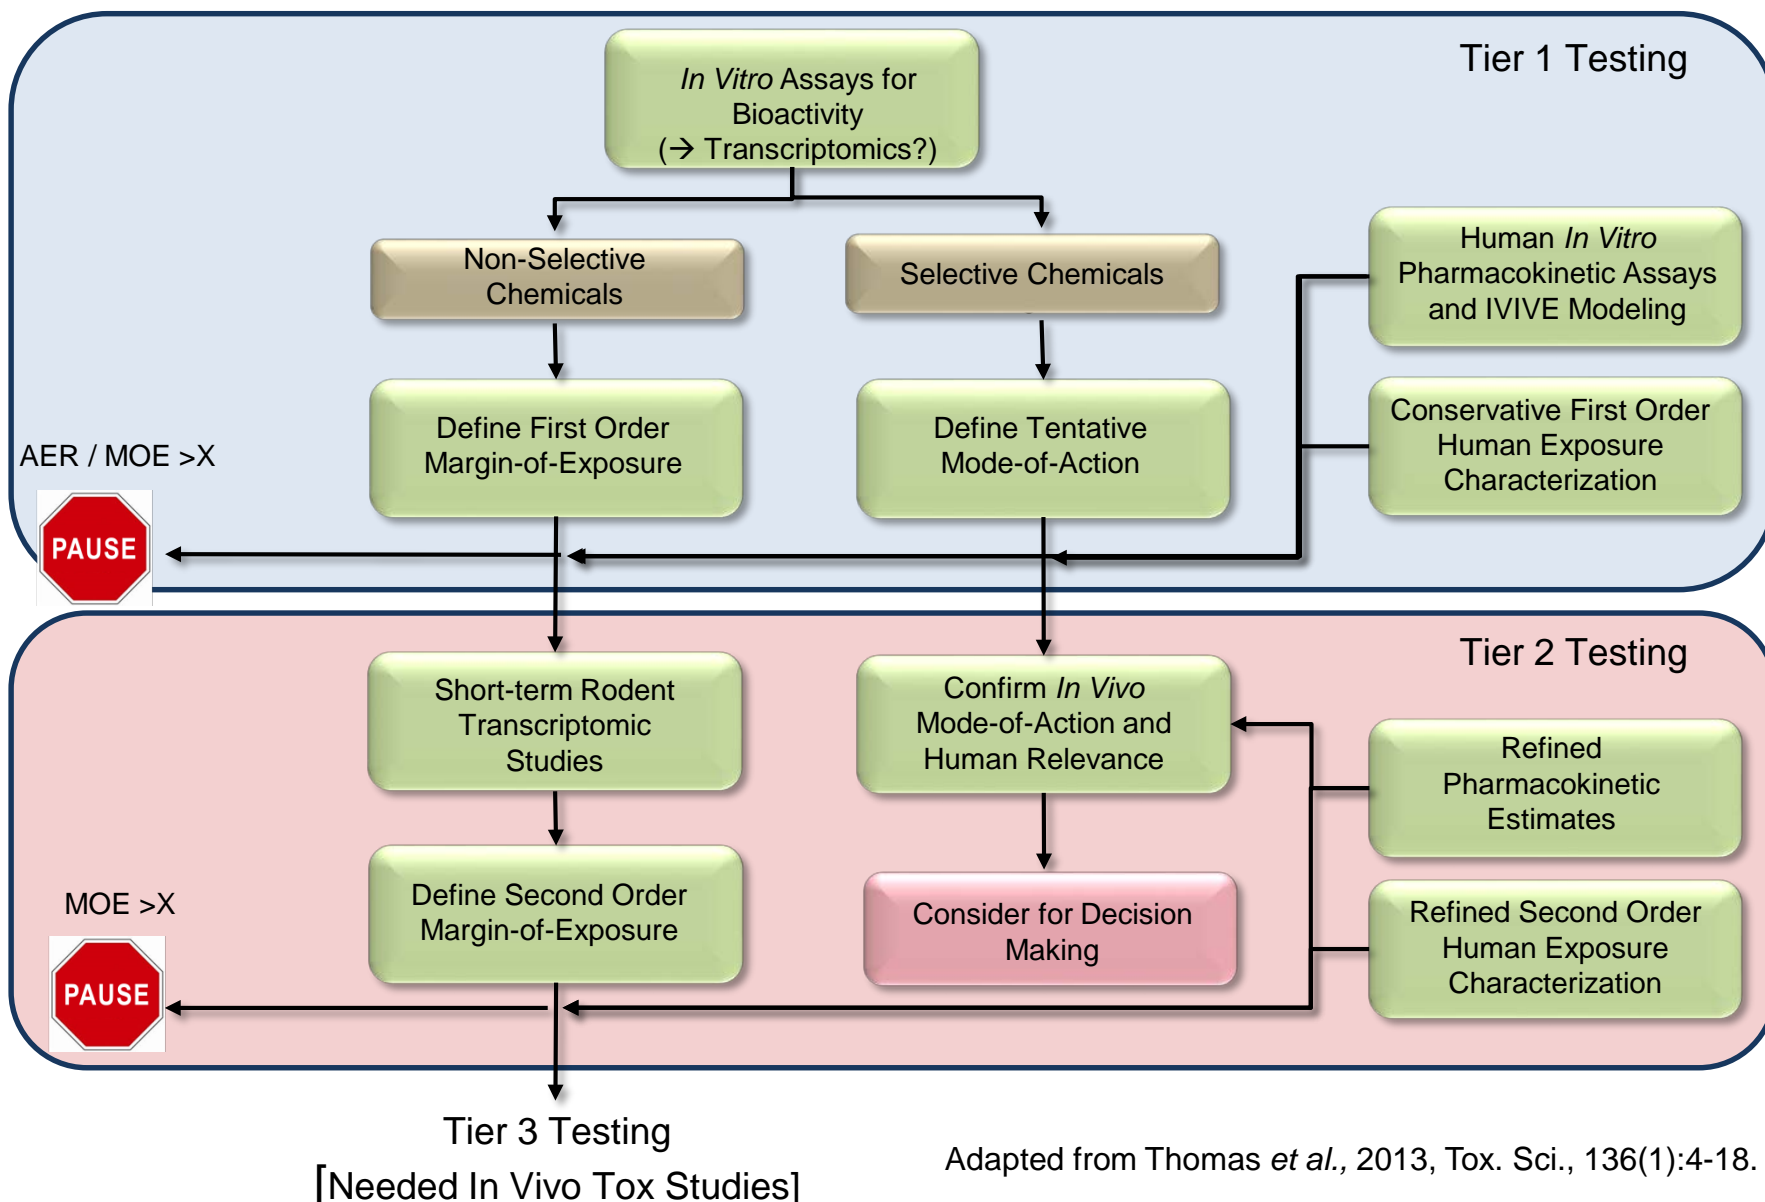 Tier 1 Testing
In Vitro Assays for
Bioactivity
(→ Transcriptomics?)
Non-Selective
Chemicals
Selective Chemicals
Human In Vitro
Pharmacokinetic Assays
and IVIVE Modeling
Define First Order
Margin-of-Exposure
Define Tentative
Mode-of-Action
Conservative First Order
Human Exposure
Characterization
AER / MOE >X
PAUSE
Tier 2 Testing
Short-term Rodent
Transcriptomic
Studies
Confirm In Vivo
Mode-of-Action and
Human Relevance
Refined
Pharmacokinetic
Estimates
Define Second Order
Margin-of-Exposure
Consider for Decision
Making
Refined Second Order
Human Exposure
Characterization
MOE >X
PAUSE
Tier 3 Testing
[Needed In Vivo Tox Studies]
Adapted from Thomas et al., 2013, Tox. Sci., 136(1):4-18.